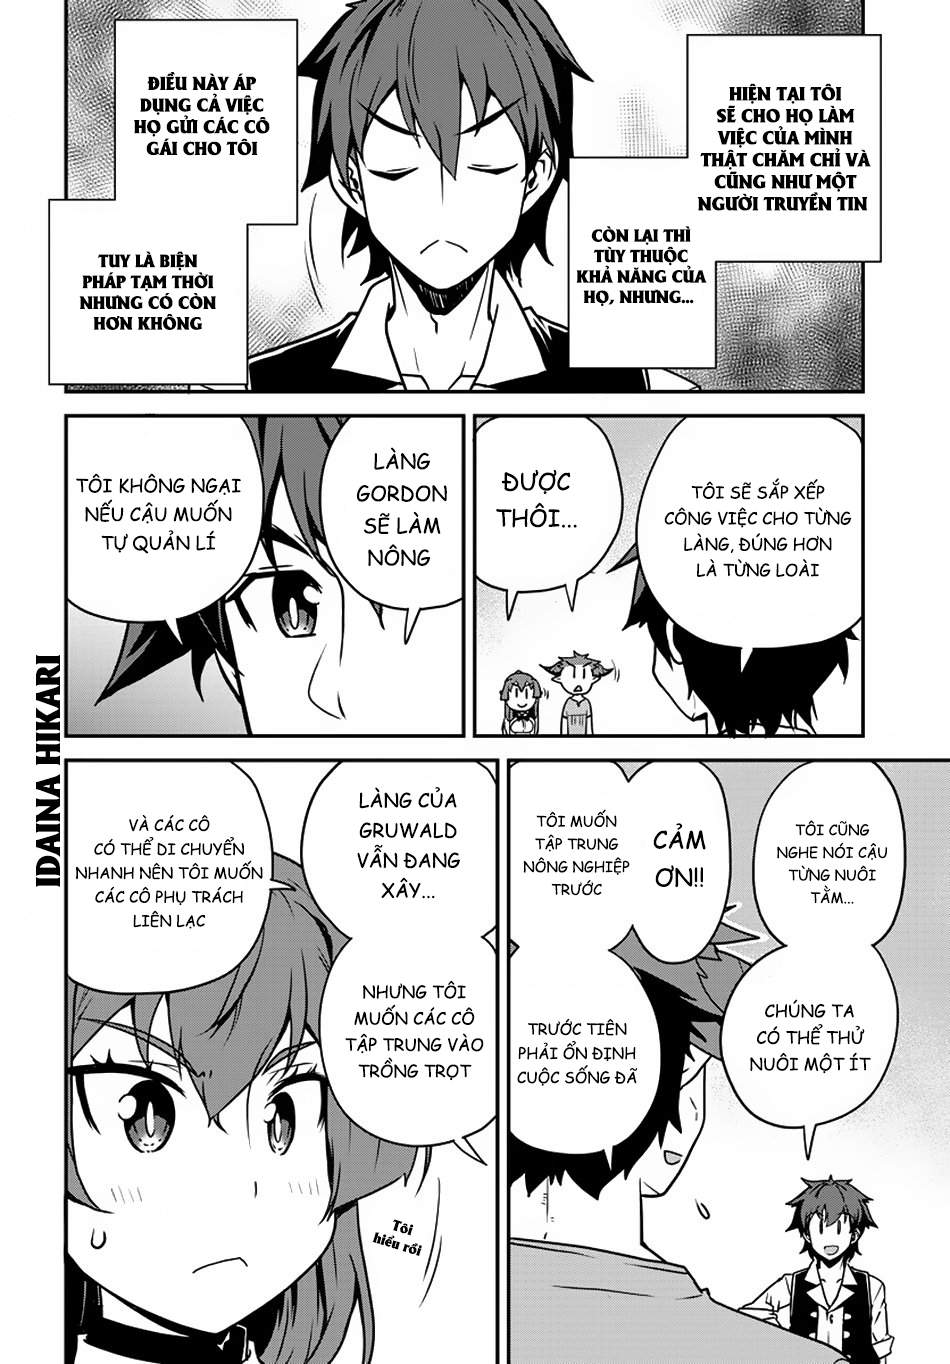 HIỆN TẠI TÔI
SẼ CHO HỌ LÀM
VIỆC CỦA MÌNH
THẬT CHĂM CHỈ VÀ
CŨNG NHƯ MỘT
NGƯỜI TRUYỀN TIN
CÒN LẠI THÌ
TÙY THUỘC
KHẢ NĂNG CỦA
HỌ, NHƯNG...
ĐIỀU NÀY ÁP
DỤNG CẢ VIỆC
HỌ GỬI CÁC CÔ
GÁI CHO TÔI
TUY LÀ BIỆN
PHÁP TẠM THỜI
NHƯNG CÓ CÒN
HƠN KHÔNG
TÔI SẼ SẮP XẾP
CÔNG VIỆC CHO TỪNG
LÀNG, ĐÚNG HƠN
LÀ TỪNG LOÀI
ĐƯỢC
THÔI...
LÀNG
GORDON
SẼ LÀM
NÔNG
TÔI KHÔNG NGẠI
NẾU CẬU MUỐN
TỰ QUẢN LÍ
TÔI CŨNG
NGHE NÓI CẬU
TỪNG NUÔI
TẰM...
CHÚNG TA
CÓ THỂ THỬ
NUÔI MỘT ÍT
CẢM
ƠN!!
TÔI MUỐN
TẬP TRUNG
NÔNG NGHIỆP
TRƯỚC
TRƯỚC TIÊN
PHẢI ỔN ĐỊNH
CUỘC SỐNG ĐÃ
LÀNG CỦA
GRUWALD
VẪN ĐANG
XÂY...
NHƯNG TÔI
MUỐN CÁC CÔ
TẬP TRUNG VÀO
TRỒNG TRỌT
VÀ CÁC CÔ
CÓ THỂ DI CHUYỂN
NHANH NÊN TÔI MUỐN
CÁC CÔ PHỤ TRÁCH
LIÊN LẠC
Tôi
hiểu rồi
IDAINA HIKARI